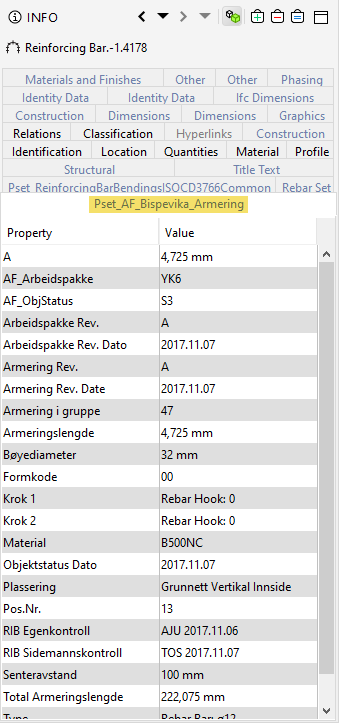 INFO
Reinforcing Bar.-1.4178
Materials and Finishes Other Other Phasing
Identity Data Identity Data Ifc Dimensions
Construction Dimensions Dimensions Graphics
Relations Classification Hyperlinks Construction
Identification Location Quantities Material Profile
Structural Title Text
Pset_ReinforcingBarBendingsISOCD3766Common Rebar Set
Pset_AF_Bispevika_Armering
Property Value
A 4,725 mm
AF_Arbeidspakke YK6
AF_ObjStatus S3
Arbeidspakke Rev. A
Arbeidspakke Rev. Dato 2017.11.07
Armering Rev. A
Armering Rev. Date 2017.11.07
Armering i gruppe 47
Armeringslengde 4,725 mm
Bøyediameter 32 mm
Formkode 00
Krok 1 Rebar Hook: 0
Krok 2 Rebar Hook: 0
Material B500NC
Objektstatus Dato 2017.11.07
Plassering Grunnett Vertikal Innside
Pos.Nr. 13
RIB Egenkontroll AJU 2017.11.06
RIB Sidemannskontroll TOS 2017.11.07
Senteravstand 100 mm
Total Armeringslengde 222,075 mm
Type Rebar Bar: ø12